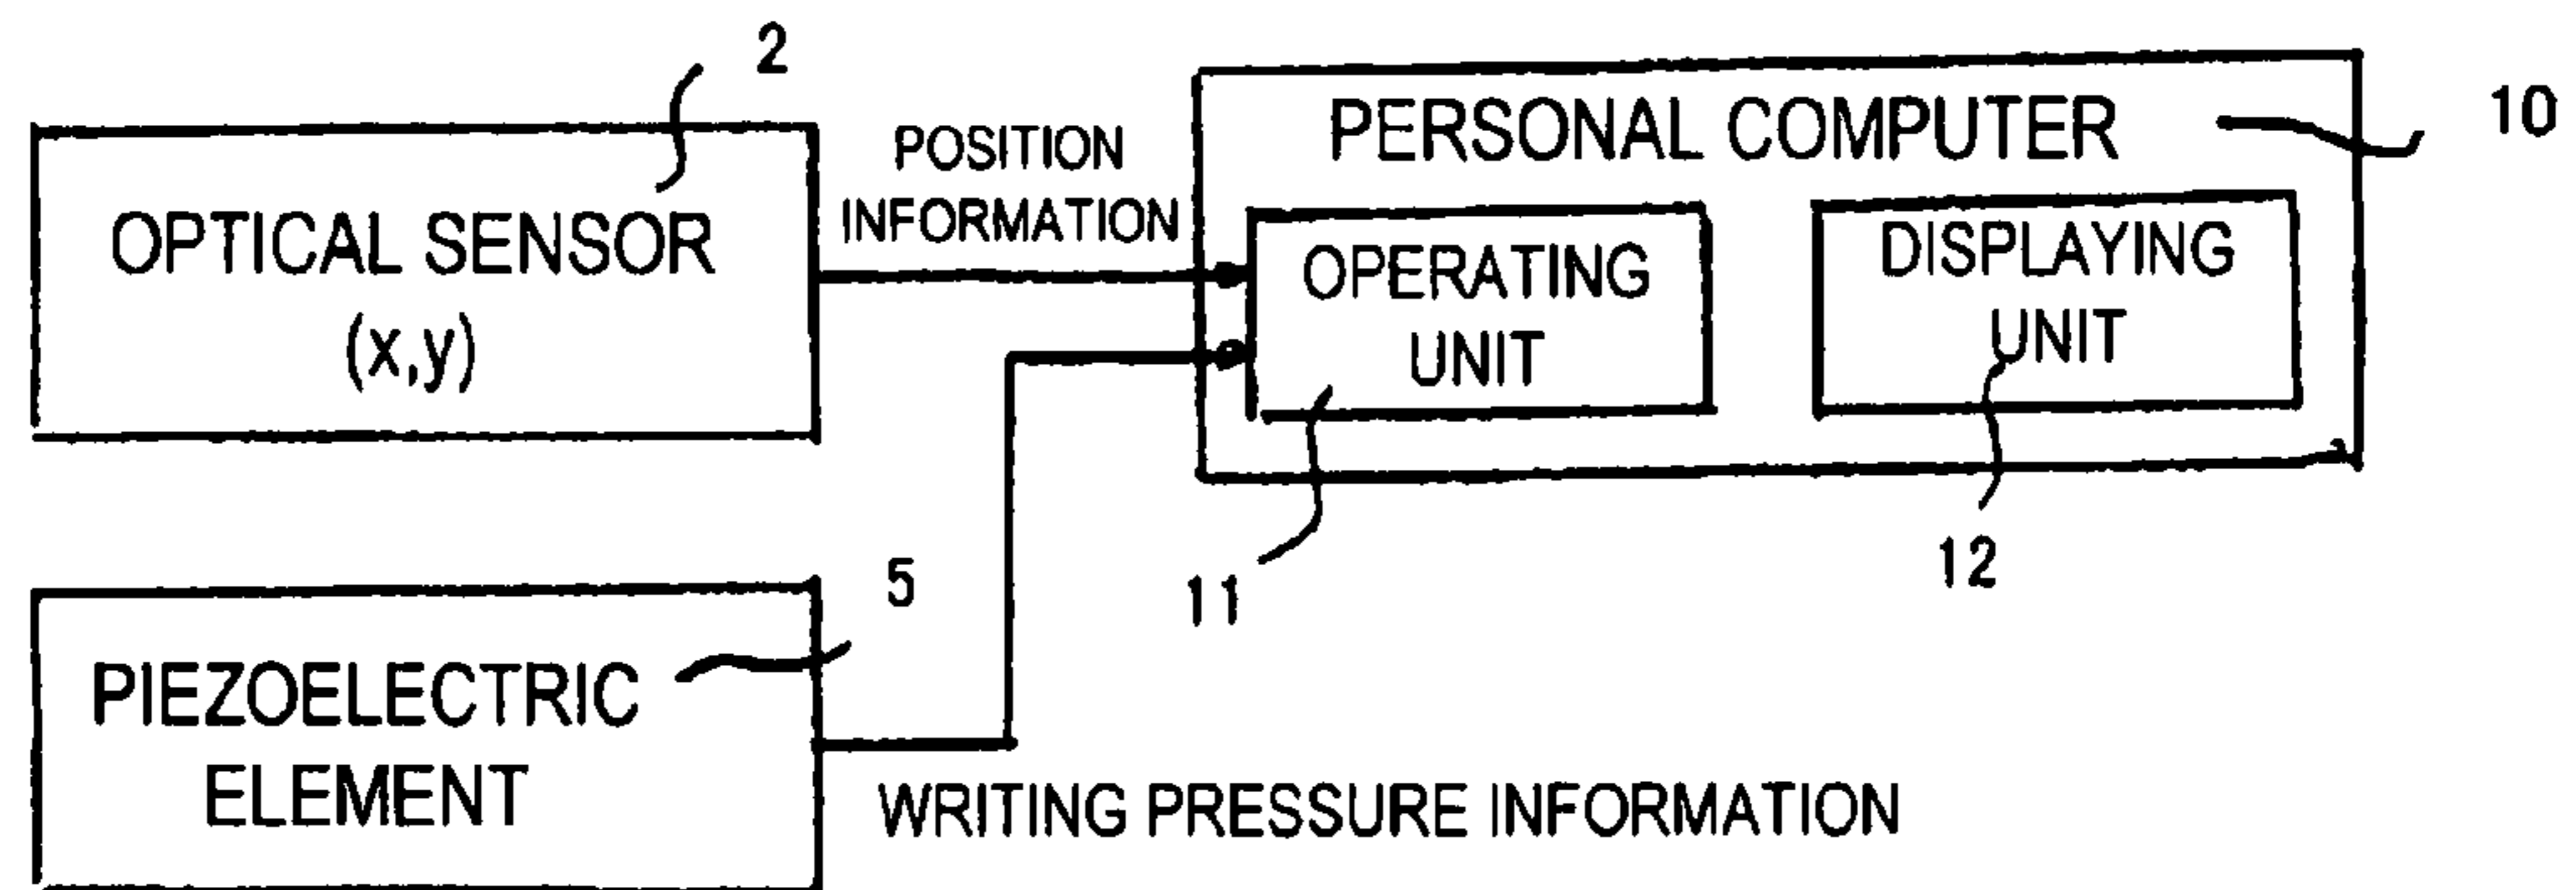 2
OPTICAL SENSOR
(x,y)
POSITION
INFORMATION
PERSONAL COMPUTER
10
OPERATING
UNIT
11
DISPLAYING
UNIT
12
PIEZOELECTRIC
ELEMENT
5
WRITING PRESSURE INFORMATION